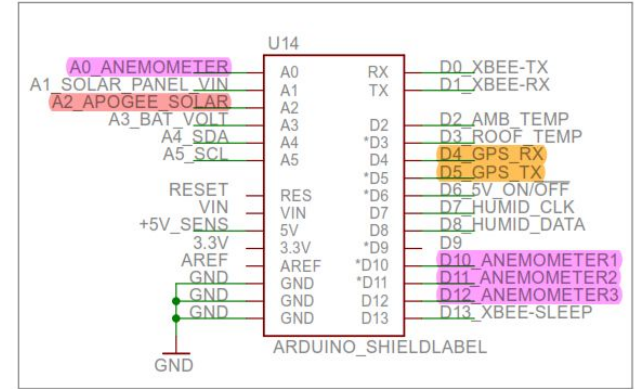 U14
A0_ANEMOMETER A0 RX D0_XBEE-TX
A1_SOLAR_PANEL_VIN A1 TX D1_XBEE-RX
A2_APOGEE_SOLAR A2
A3_BAT_VOLT A3 D2 D2_AMB_TEMP
A4_SDA A4 *D3 D3_ROOF_TEMP
A5_SCL A5 D4 D4_GPS_RX
*D5 D5_GPS_TX
RESET RES *D6 D6_5V_ON/OFF
VIN VIN D7 D7_HUMID_CLK
+5V_SENS 5V D8 D8_HUMID_DATA
3.3V 3.3V *D9 D9
AREF AREF *D10 D10_ANEMOMETER1
GND GND *D11 D11_ANEMOMETER2
GND GND D12 D12_ANEMOMETER3
GND GND D13 D13_XBEE-SLEEP
ARDUINO_SHIELDLABEL
GND